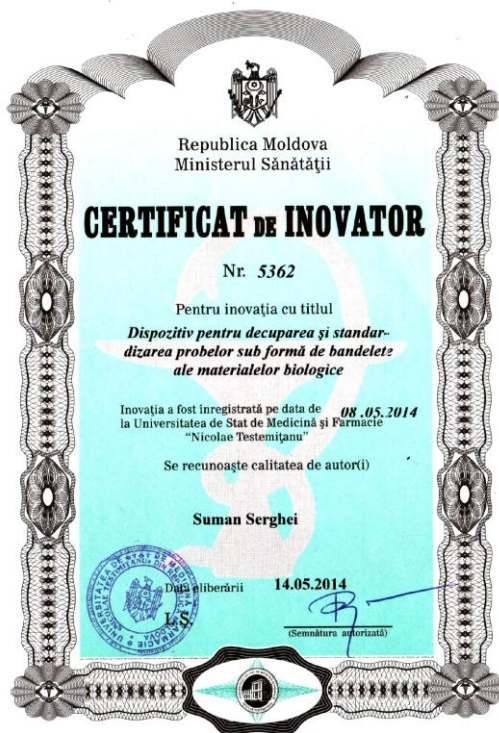 Republica Moldova
Ministerul Sănătăţii
CERTIFICAT DE INOVATOR
Nr. 5362
Pentru inovaţia cu titlul
Dispozitiv pentru decuparea şi standar-
dizarea probelor sub formă de bandelete
ale materialelor biologice
Inovaţia a fost înregistrată pe data de 08.05.2014
la Universitatea de Stat de Medicină şi Farmacie
"Nicolae Testemiţanu"
Se recunoaşte calitatea de autor(i)
Suman Serghei
Data eliberării 14.05.2014
L.S.
(Semnătura autorizată)